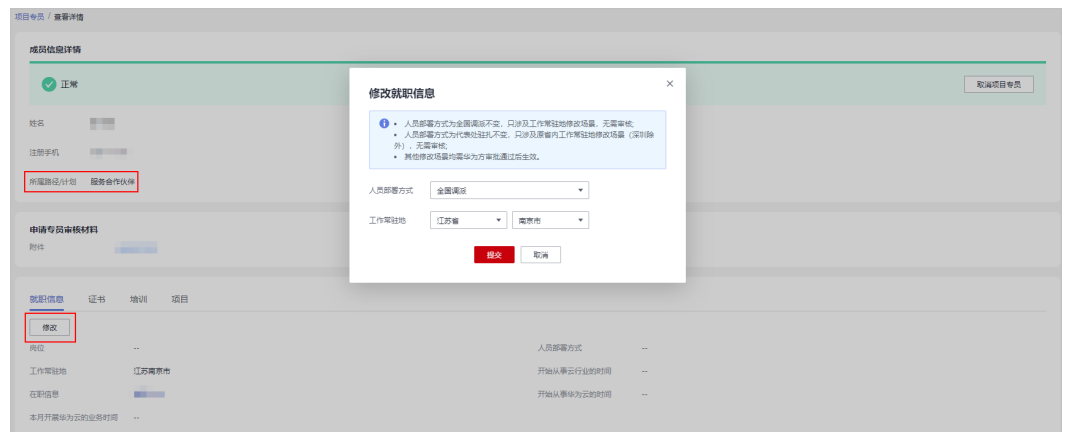 项目专员 / 查看详情
成员信息详情
正常
取消项目专员
姓名
注册手机
所属路径/计划 服务合作伙伴
申请专员审核材料
附件
就职信息 证书 培训 项目
修改
岗位 --
人员部署方式 --
工作常驻地 江苏南京市
开始从事云行业的时间 --
在职信息
开始从事华为云的时间 --
本月开展华为云的业务时间 --
修改就职信息
×
• 人员部署方式为全国调派不变，只涉及工作常驻地修改场景，无需审核;
• 人员部署方式为代表处驻扎不变，只涉及原省内工作常驻地修改场景（深圳除
外），无需审核;
• 其他修改场景均需华为方审批通过后生效。
人员部署方式 全国调派
工作常驻地 江苏省 南京市
提交 取消